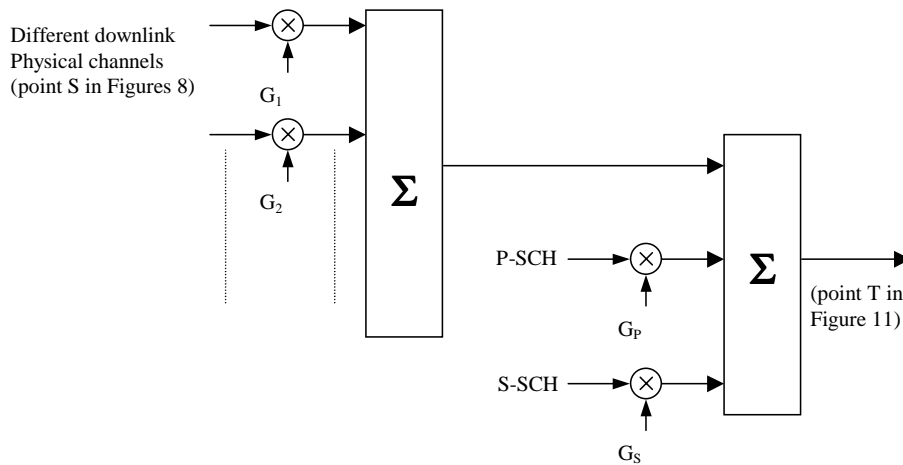 Different downlink
Physical channels
(point S in Figures 8)
G1
G2
Σ
P-SCH
GP
S-SCH
GS
Σ
(point T in
Figure 11)